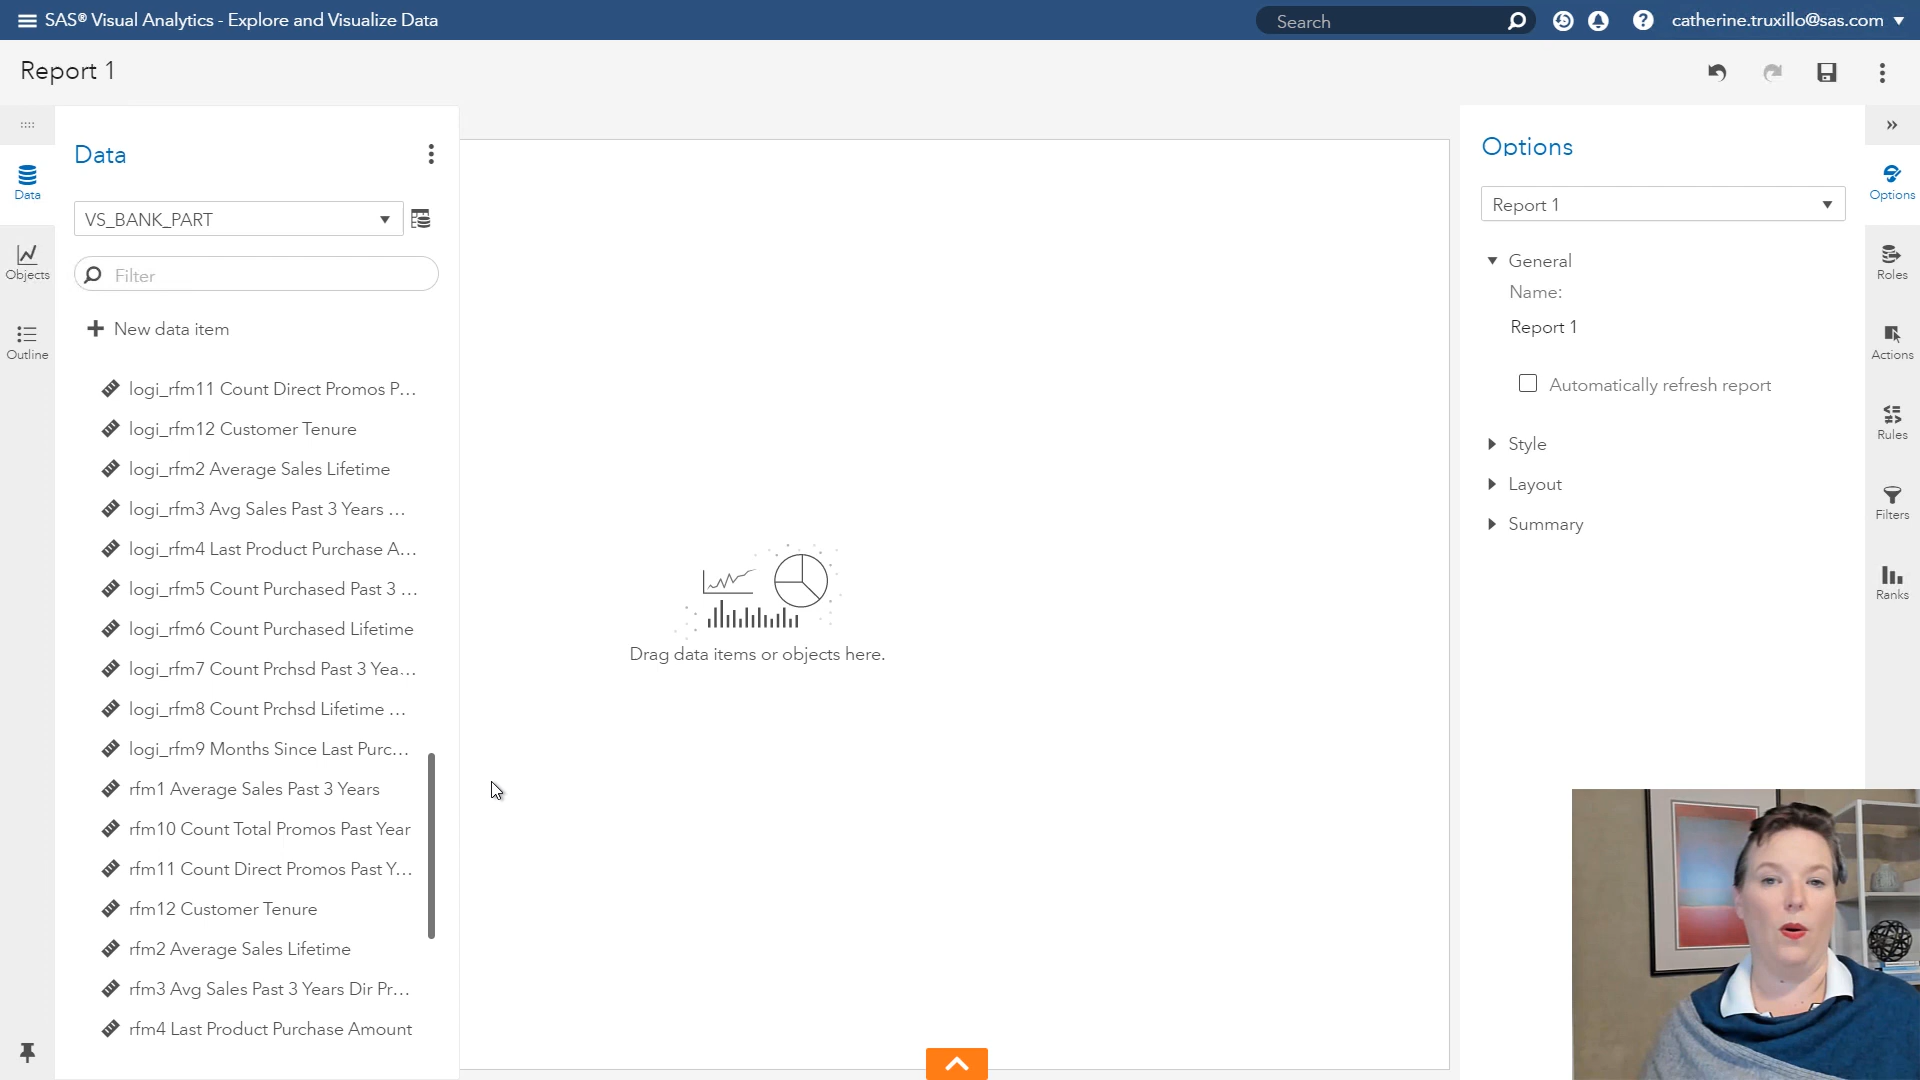 SAS® Visual Analytics - Explore and Visualize Data
Search
catherine.truxillo@sas.com
Report 1
Data
Objects
Outline
Data
VS_BANK_PART
Filter
New data item
logi_rfm11 Count Direct Promos P...
logi_rfm12 Customer Tenure
logi_rfm2 Average Sales Lifetime
logi_rfm3 Avg Sales Past 3 Years ...
logi_rfm4 Last Product Purchase A...
logi_rfm5 Count Purchased Past 3 ...
logi_rfm6 Count Purchased Lifetime
logi_rfm7 Count Prchsd Past 3 Yea...
logi_rfm8 Count Prchsd Lifetime ...
logi_rfm9 Months Since Last Purc...
rfm1 Average Sales Past 3 Years
rfm10 Count Total Promos Past Year
rfm11 Count Direct Promos Past Y...
rfm12 Customer Tenure
rfm2 Average Sales Lifetime
rfm3 Avg Sales Past 3 Years Dir Pr...
rfm4 Last Product Purchase Amount
Drag data items or objects here.
Options
Report 1
General
Name:
Report 1
Automatically refresh report
Style
Layout
Summary
Options
Roles
Actions
Rules
Filters
Ranks